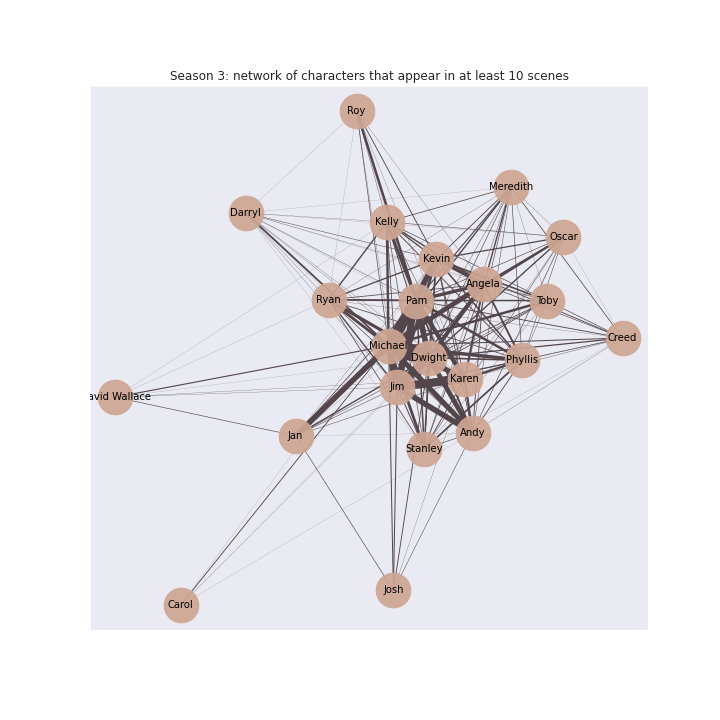 Season 3: network of characters that appear in at least 10 scenes
Roy
Meredith
Darryl
Kelly
Oscar
Kevin
Angela
Ryan
Pam
Toby
Creed
Michael
Dwight
Phyllis
Karen
Jim
avid Wallace
Jan
Andy
Stanley
Josh
Carol